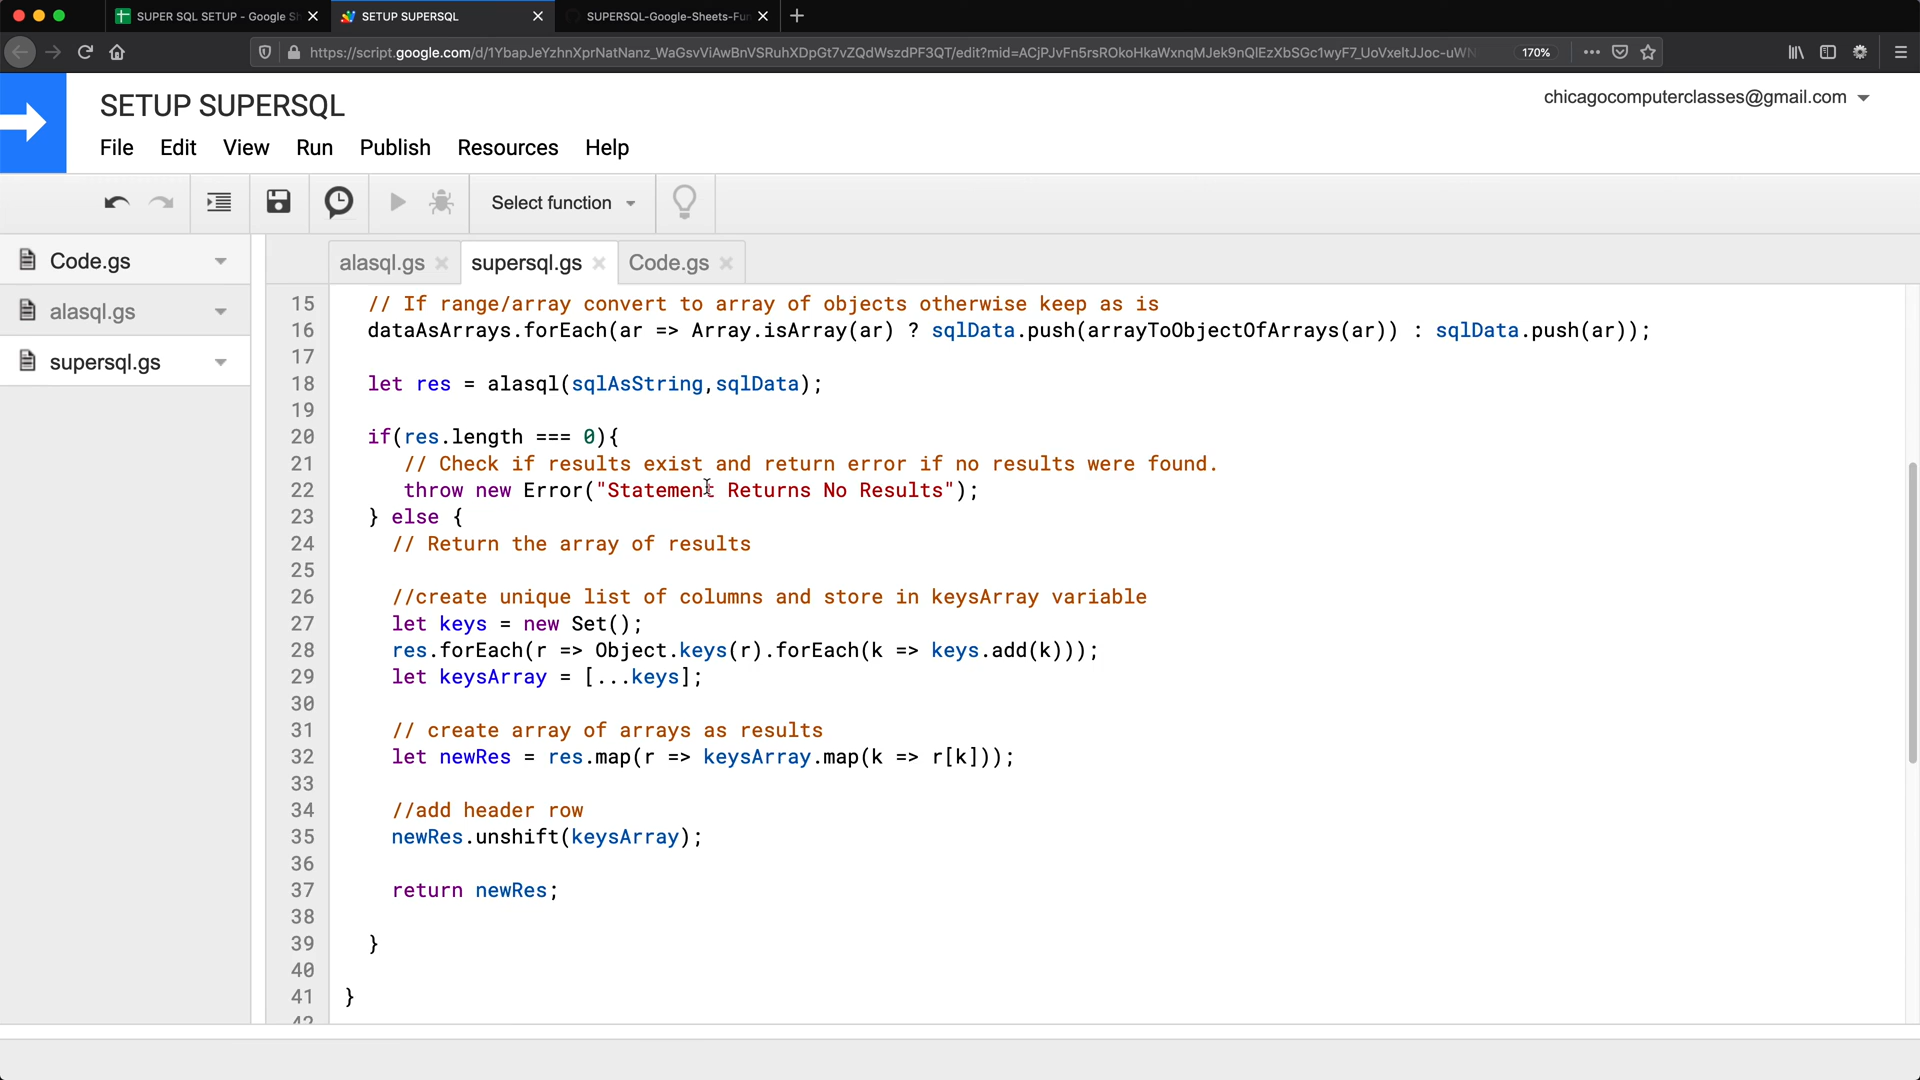 SUPER SQL SETUP - Google Sh
SETUP SUPERSQL
SUPERSQL-Google-Sheets-Fun
https://script.google.com/d/1YbapJeYzhnXprNatNanz_WaGsvViAwBnVSRuhXDpGt7vZQdWszdPF3QT/edit?mid=ACjPJvFn5rsROkoHkaWxnqMJek9nQlEzXbSGc1wyF7_UoVxeltJJoc-uWN
170%
SETUP SUPERSQL
chicagocomputerclasses@gmail.com
File Edit View Run Publish Resources Help
Select function
Code.gs
alasql.gs
supersql.gs
alasql.gs supersql.gs Code.gs
15 // If range/array convert to array of objects otherwise keep as is
16 dataAsArrays.forEach(ar => Array.isArray(ar) ? sqlData.push(arrayToObjectOfArrays(ar)) : sqlData.push(ar));
17
18 let res = alasql(sqlAsString,sqlData);
19
20 if(res.length === 0){
21 // Check if results exist and return error if no results were found.
22 throw new Error("Statement Returns No Results");
23 } else {
24 // Return the array of results
25
26 //create unique list of columns and store in keysArray variable
27 let keys = new Set();
28 res.forEach(r => Object.keys(r).forEach(k => keys.add(k)));
29 let keysArray = [...keys];
30
31 // create array of arrays as results
32 let newRes = res.map(r => keysArray.map(k => r[k]));
33
34 //add header row
35 newRes.unshift(keysArray);
36
37 return newRes;
38
39 }
40
41 }
42